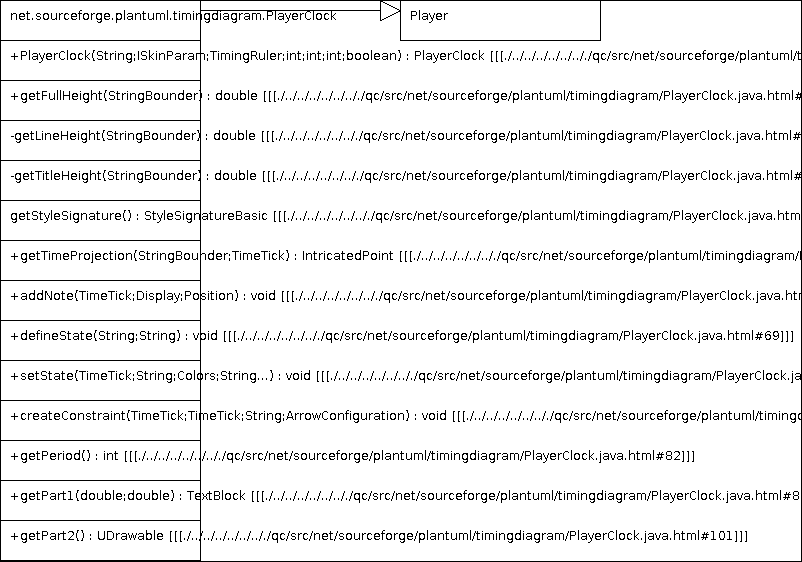 net.sourceforge.plantuml.timingdiagram.PlayerClock
Player
+PlayerClock(String;ISkinParam;TimingRuler;int;int;int;boolean) : PlayerClock [[[./../../../../../../../qc/src/net/sourceforge/plantuml/t
+getFullHeight(StringBounder) : double [[[./../../../../../../../qc/src/net/sourceforge/plantuml/timingdiagram/PlayerClock.java.html#
-getLineHeight(StringBounder) : double [[[./../../../../../../../qc/src/net/sourceforge/plantuml/timingdiagram/PlayerClock.java.html#
-getTitleHeight(StringBounder) : double [[[./../../../../../../../qc/src/net/sourceforge/plantuml/timingdiagram/PlayerClock.java.html#
getStyleSignature() : StyleSignatureBasic [[[./../../../../../../../qc/src/net/sourceforge/plantuml/timingdiagram/PlayerClock.java.htm
+getTimeProjection(StringBounder;TimeTick) : IntricatedPoint [[[./../../../../../../../qc/src/net/sourceforge/plantuml/timingdiagram/
+addNote(TimeTick;Display;Position) : void [[[./../../../../../../../qc/src/net/sourceforge/plantuml/timingdiagram/PlayerClock.java.ht
+defineState(String;String) : void [[[./../../../../../../../qc/src/net/sourceforge/plantuml/timingdiagram/PlayerClock.java.html#69]]]
+setState(TimeTick;String;Colors;String...) : void [[[./../../../../../../../qc/src/net/sourceforge/plantuml/timingdiagram/PlayerClock.ja
+createConstraint(TimeTick;TimeTick;String;ArrowConfiguration) : void [[[./../../../../../../../qc/src/net/sourceforge/plantuml/timingd
+getPeriod() : int [[[./../../../../../../../qc/src/net/sourceforge/plantuml/timingdiagram/PlayerClock.java.html#82]]]
+getPart1(double;double) : TextBlock [[[./../../../../../../../qc/src/net/sourceforge/plantuml/timingdiagram/PlayerClock.java.html#8
+getPart2() : UDrawable [[[./../../../../../../../qc/src/net/sourceforge/plantuml/timingdiagram/PlayerClock.java.html#101]]]